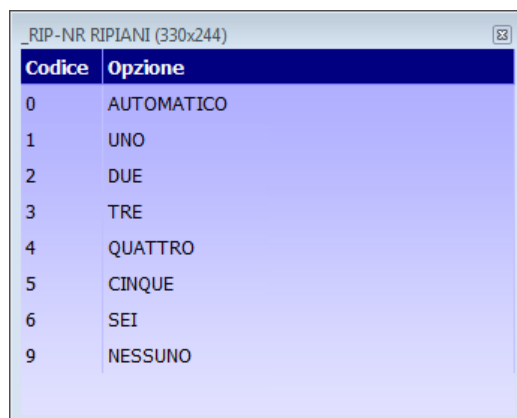 _RIP-NR RIPIANI (330x244)
Codice Opzione
0 AUTOMATICO
1 UNO
2 DUE
3 TRE
4 QUATTRO
5 CINQUE
6 SEI
9 NESSUNO